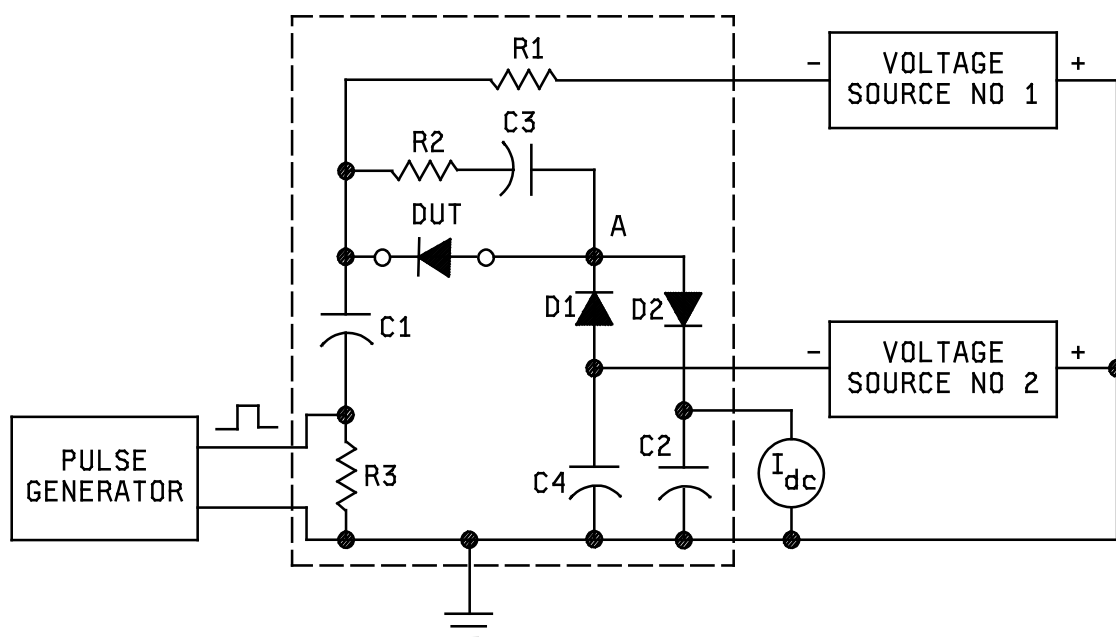 R1
-
VOLTAGE
SOURCE NO 1
+
C3
R2
DUT
A
D1
D2
C1
-
VOLTAGE
SOURCE NO 2
+
PULSE
GENERATOR
R3
C4
C2
Idc